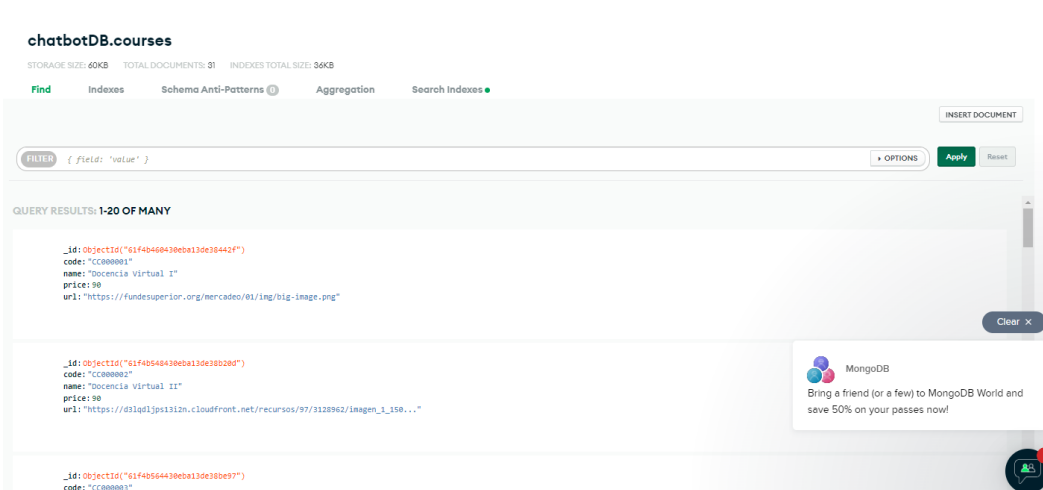 chatbotDB.courses
STORAGE SIZE: 60KB TOTAL DOCUMENTS: 31 INDEXES TOTAL SIZE: 36KB
Find Indexes Schema Anti-Patterns 0 Aggregation Search Indexes
INSERT DOCUMENT
FILTER { field: 'value' } OPTIONS Apply Reset
QUERY RESULTS: 1-20 OF MANY
_id: ObjectId("61f4b460430eba13de38442f")
code: "CC000001"
name: "Docencia Virtual I"
price: 90
url: "https://fundesuperior.org/mercadeo/01/img/big-image.png"
Clear ×
_id: ObjectId("61f4b548430eba13de38b20d")
code: "CC000002"
name: "Docencia Virtual II"
price: 90
url: "https://d3lqdljps13i2n.cloudfront.net/recursos/97/3128962/imagen_1_150..."
MongoDB
Bring a friend (or a few) to MongoDB World and
save 50% on your passes now!
_id: ObjectId("61f4b564430eba13de38be97")
code: "CC000003"